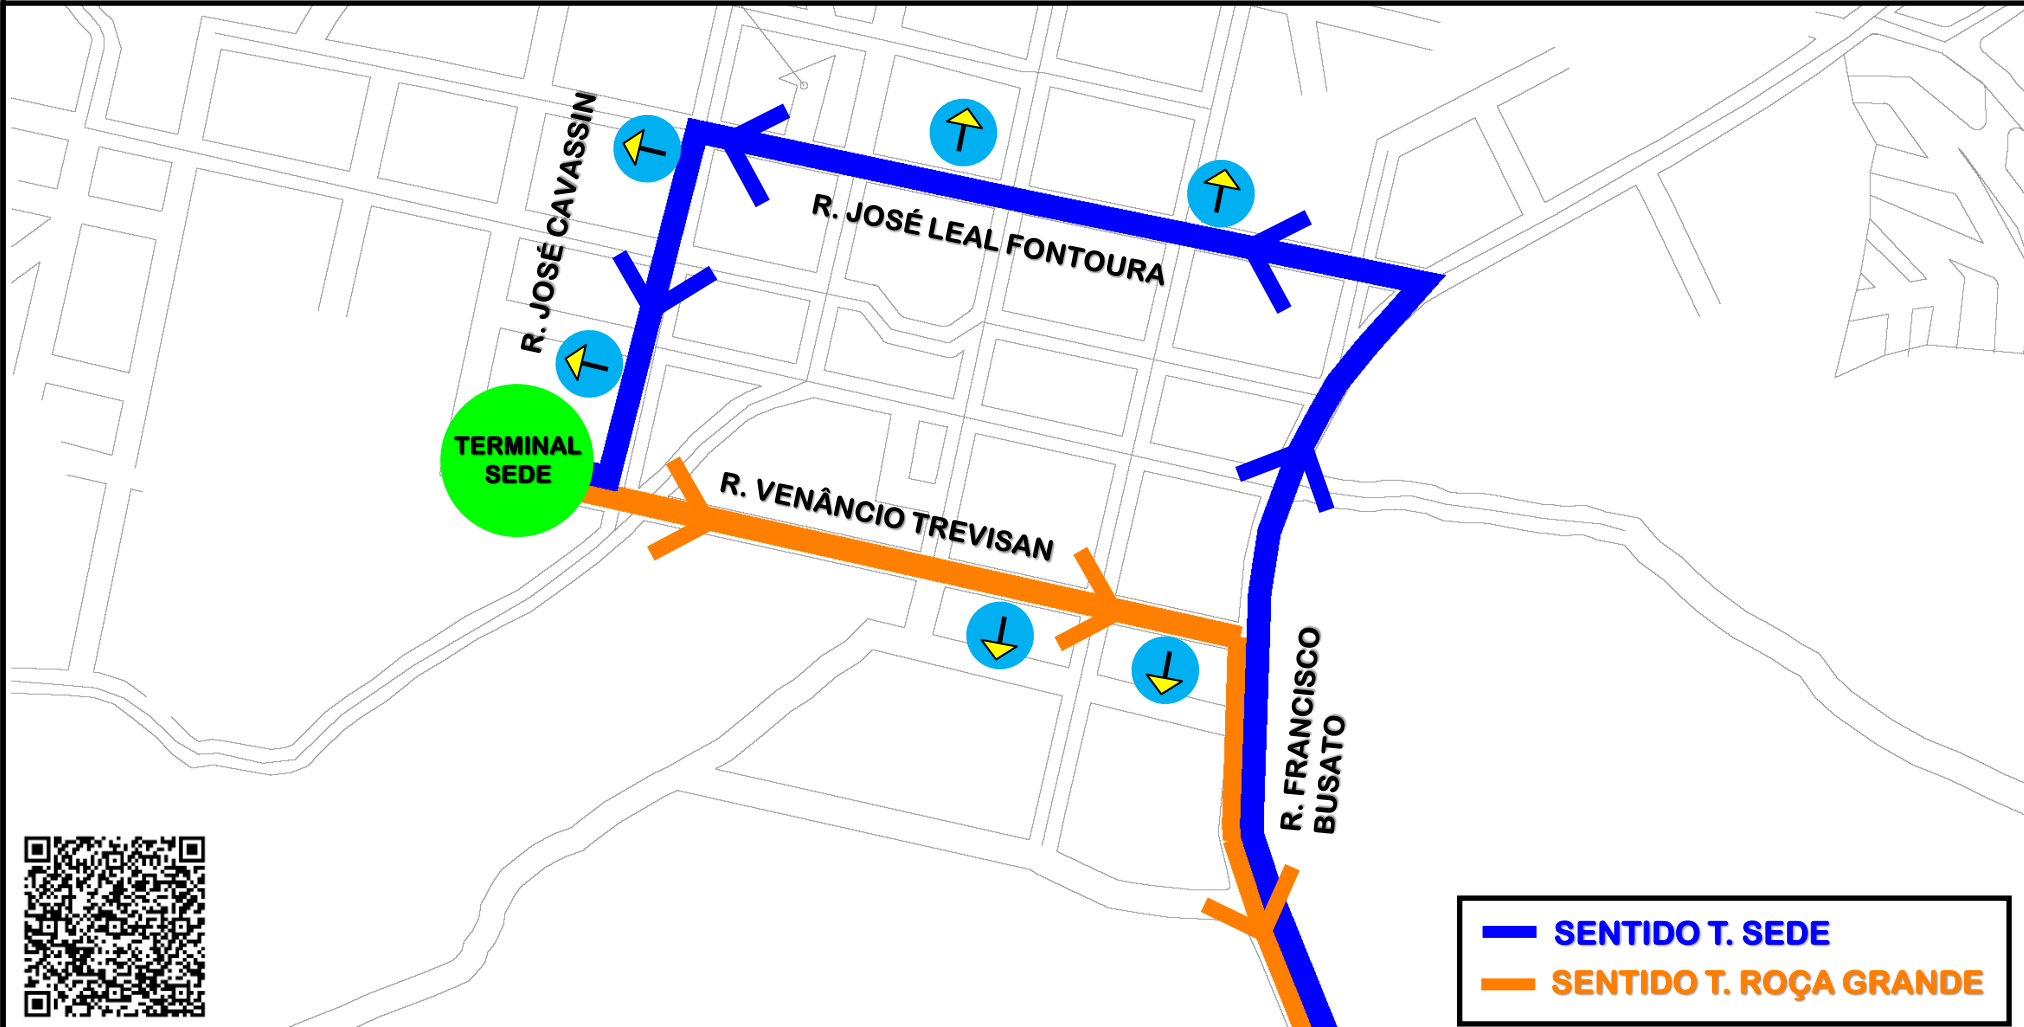 R. JOSÉ CAVASSIN
R. JOSÉ LEAL FONTOURA
TERMINAL
SEDE
R. VENÂNCIO TREVISAN
R. FRANCISCO
BUSATO
SENTIDO T. SEDE
SENTIDO T. ROÇA GRANDE